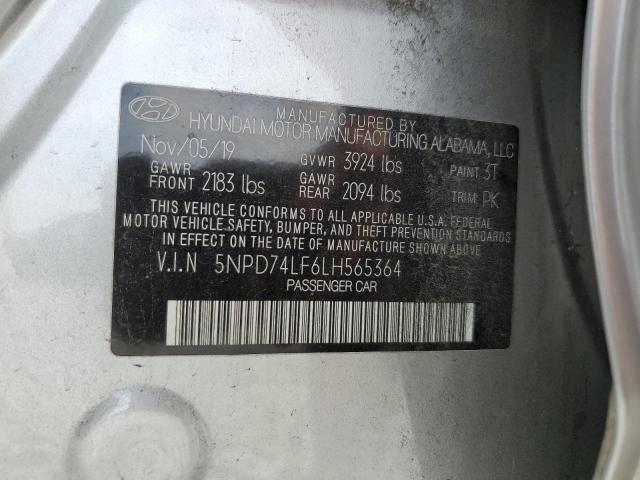 MANUFACTURED BY
HYUNDAI MOTOR MANUFACTURING ALABAMA, LLC
Nov/05/19 GVWR 3924 lbs PAINT 3T
GAWR FRONT 2183 lbs GAWR REAR 2094 lbs TRIM: PK
THIS VEHICLE CONFORMS TO ALL APPLICABLE U.S.A. FEDERAL
MOTOR VEHICLE SAFETY, BUMPER, AND THEFT PREVENTION STANDARDS
IN EFFECT ON THE DATE OF MANUFACTURE SHOWN ABOVE
V.I.N 5NPD74LF6LH565364
PASSENGER CAR